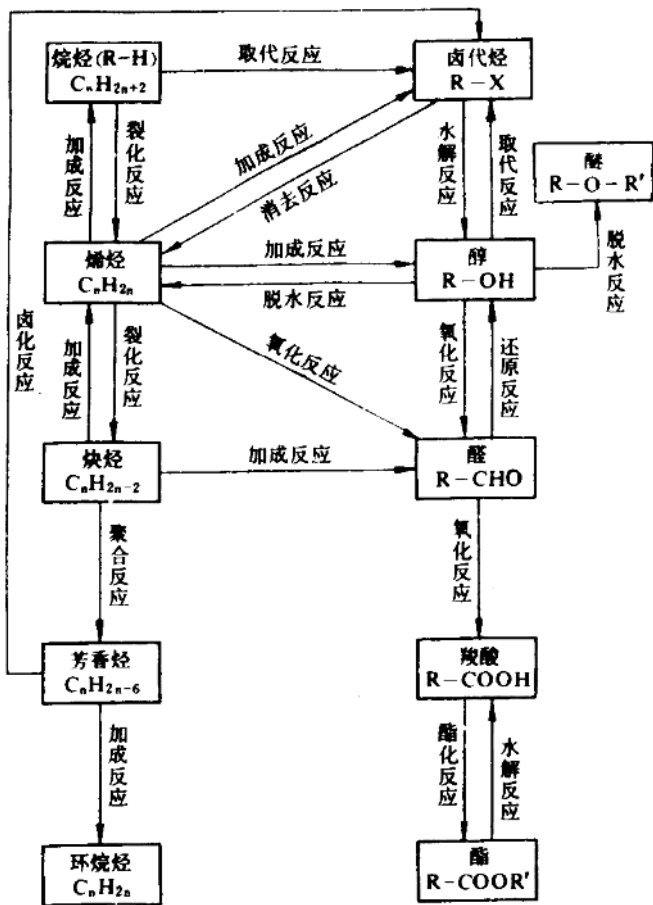 烷烃(R-H)
CₙH₂ₙ₊₂
取代反应
卤代烃
R-X
加成反应
裂化反应
加成反应
消去反应
水解反应
取代反应
醚
R-O-R′
烯烃
CₙH₂ₙ
加成反应
脱水反应
醇
R-OH
脱水反应
卤化反应
加成反应
裂化反应
氧化反应
氧化反应
还原反应
炔烃
CₙH₂ₙ₋₂
加成反应
醛
R-CHO
聚合反应
氧化反应
芳香烃
CₙH₂ₙ₋₆
羧酸
R-COOH
加成反应
酯化反应
水解反应
环烷烃
CₙH₂ₙ
酯
R-COOR′